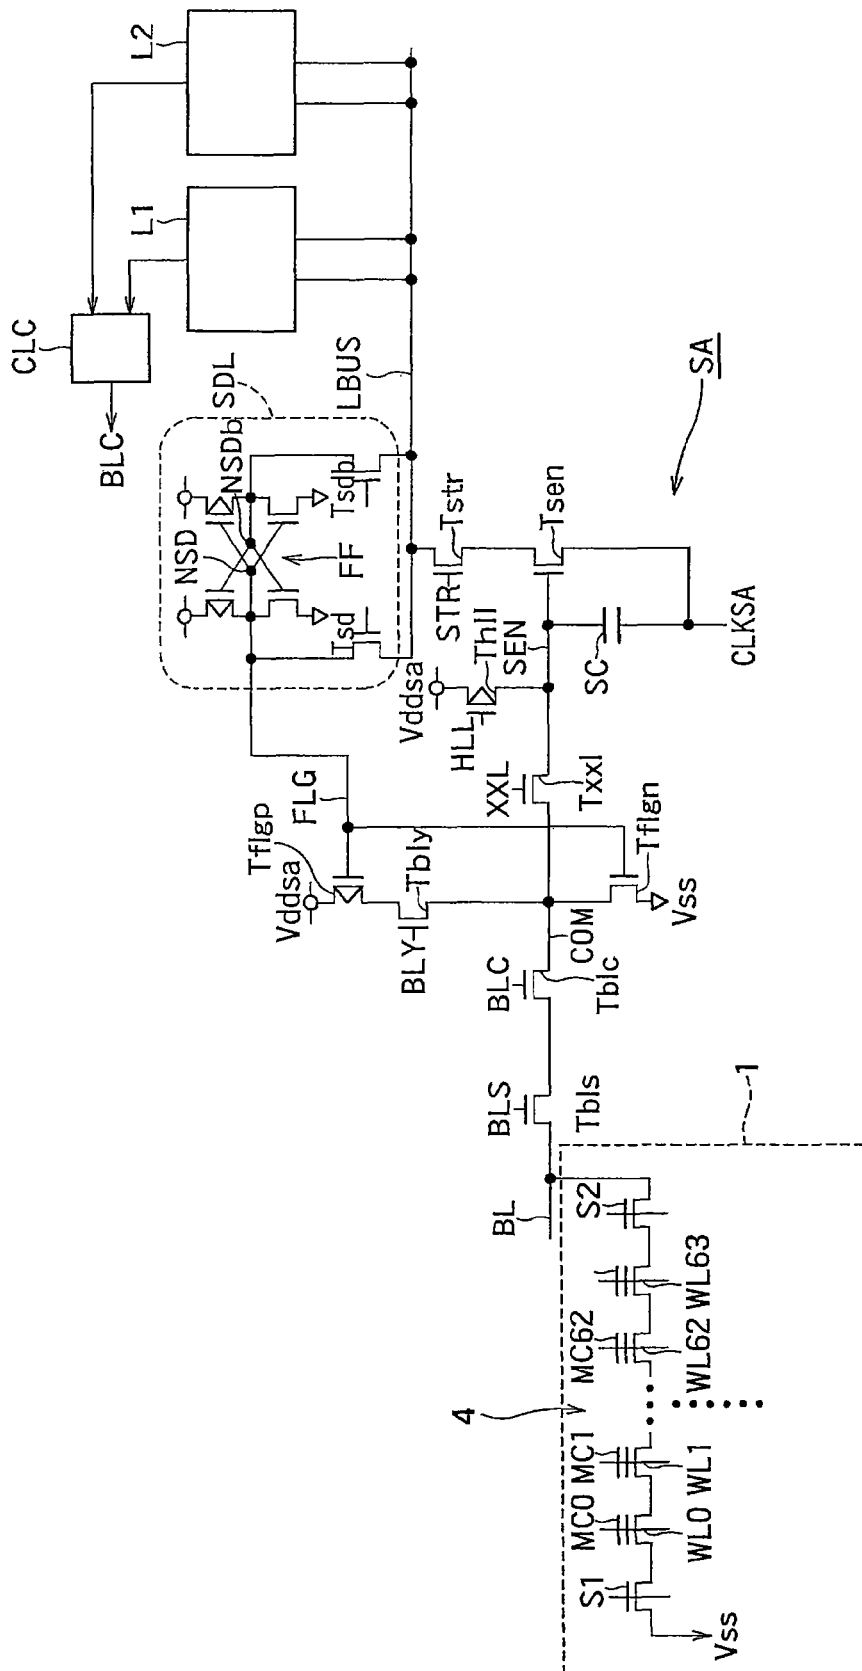 L2
L1
CLC
BLC
SDL
NSDb
NSD
FF
Tsdb
Tsd
LBUS
SA
Tstr
STR
Tsen
SEN
SC
CLKSA
Vddsa
HLL
Thll
XXL
Txxl
FLG
Tflgp
Vddsa
BLY
Tbly
Tflgn
Vss
COM
BLC
Tblc
BLS
Tbls
BL
1
4
S2
WL63
MC62
WL62
MC1
WL1
MC0
WL0
S1
Vss